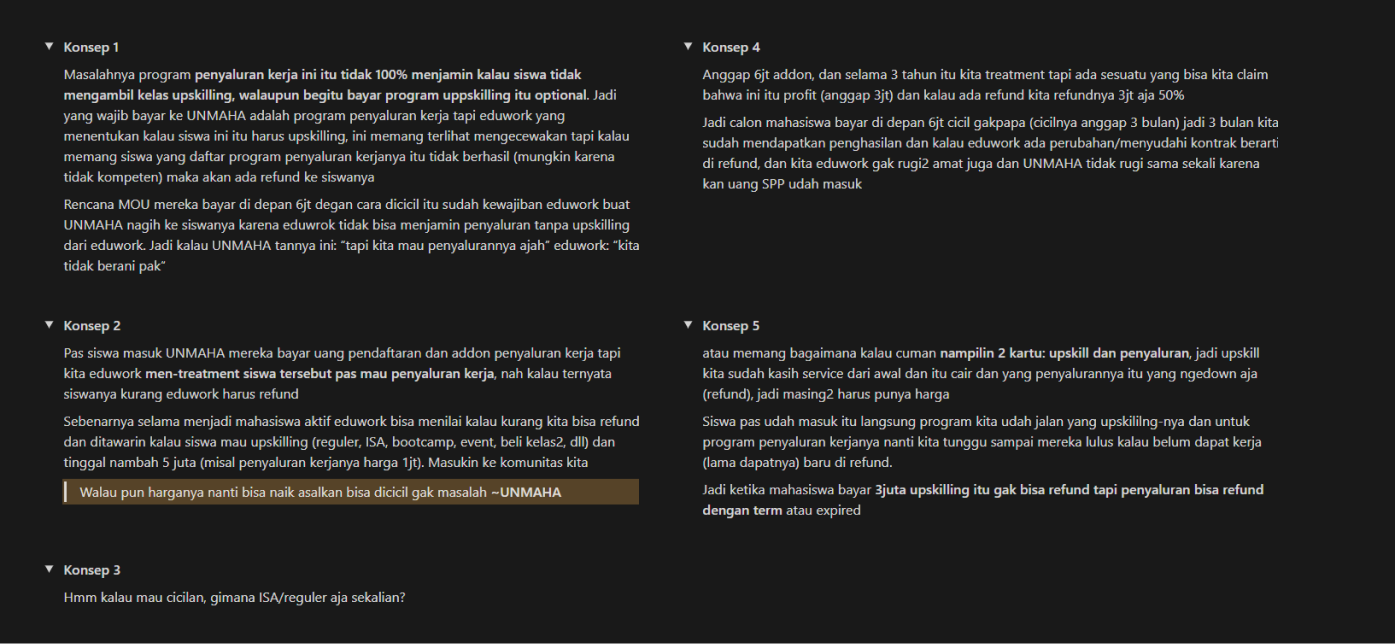 Konsep 1
Masalahnya program penyaluran kerja ini itu tidak 100% menjamin kalau siswa tidak
mengambil kelas upskilling, walaupun begitu bayar program uppskilling itu optional. Jadi
yang wajib bayar ke UNMAHA adalah program penyaluran kerja tapi eduwork yang
menentukan kalau siswa ini itu harus upskilling, ini memang terlihat mengecewakan tapi kalau
memang siswa yang daftar program penyaluran kerjanya itu tidak berhasil (mungkin karena
tidak kompeten) maka akan ada refund ke siswanya
Rencana MOU mereka bayar di depan 6jt degan cara dicicil itu sudah kewajiban eduwork buat
UNMAHA nagih ke siswanya karena eduwrok tidak bisa menjamin penyaluran tanpa upskilling
dari eduwork. Jadi kalau UNMAHA tannya ini: “tapi kita mau penyalurannya ajah” eduwork: “kita
tidak berani pak”
Konsep 2
Pas siswa masuk UNMAHA mereka bayar uang pendaftaran dan addon penyaluran kerja tapi
kita eduwork men-treatment siswa tersebut pas mau penyaluran kerja, nah kalau ternyata
siswanya kurang eduwork harus refund
Sebenarnya selama menjadi mahasiswa aktif eduwork bisa menilai kalau kurang kita bisa refund
dan ditawarin kalau siswa mau upskilling (reguler, ISA, bootcamp, event, beli kelas2, dll) dan
tinggal nambah 5 juta (misal penyaluran kerjanya harga 1jt). Masukin ke komunitas kita
Walau pun harganya nanti bisa naik asalkan bisa dicicil gak masalah ~UNMAHA
Konsep 3
Hmm kalau mau cicilan, gimana ISA/reguler aja sekalian?
Konsep 4
Anggap 6jt addon, dan selama 3 tahun itu kita treatment tapi ada sesuatu yang bisa kita claim
bahwa ini itu profit (anggap 3jt) dan kalau ada refund kita refundnya 3jt aja 50%
Jadi calon mahasiswa bayar di depan 6jt cicil gakpapa (cicilnya anggap 3 bulan) jadi 3 bulan kita
sudah mendapatkan penghasilan dan kalau eduwork ada perubahan/menyudahi kontrak berarti
di refund, dan kita eduwork gak rugi2 amat juga dan UNMAHA tidak rugi sama sekali karena
kan uang SPP udah masuk
Konsep 5
atau memang bagaimana kalau cuman nampilin 2 kartu: upskill dan penyaluran, jadi upskill
kita sudah kasih service dari awal dan itu cair dan yang penyalurannya itu yang ngedown aja
(refund), jadi masing2 harus punya harga
Siswa pas udah masuk itu langsung program kita udah jalan yang upskililng-nya dan untuk
program penyaluran kerjanya nanti kita tunggu sampai mereka lulus kalau belum dapat kerja
(lama dapatnya) baru di refund.
Jadi ketika mahasiswa bayar 3juta upskilling itu gak bisa refund tapi penyaluran bisa refund
dengan term atau expired